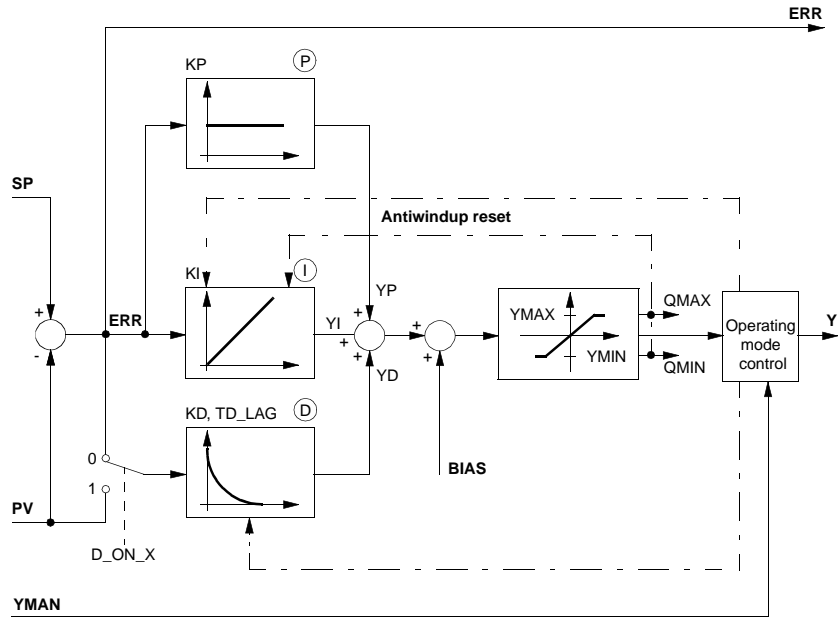 ERR
KP
P
SP
Antiwindup reset
KI
I
YP
+
ERR
-
YI
+
+
+
YD
+
+
YMAX
YMIN
QMAX
QMIN
Operating
mode
control
Y
KD, TD_LAG
D
0
1
BIAS
PV
D_ON_X
YMAN